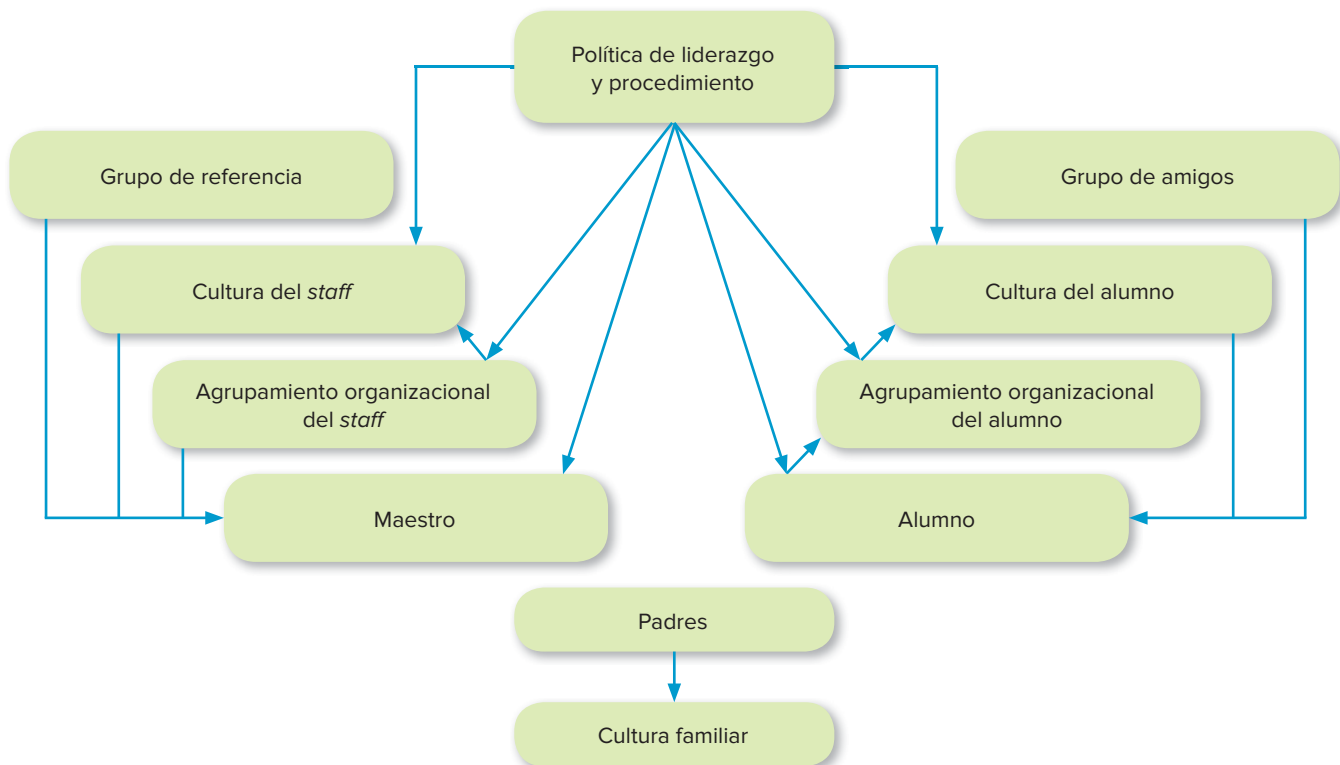 Política de liderazgo
y procedimiento
Grupo de referencia
Grupo de amigos
Cultura del staff
Cultura del alumno
Agrupamiento organizacional
del staff
Agrupamiento organizacional
del alumno
Maestro
Alumno
Padres
Cultura familiar